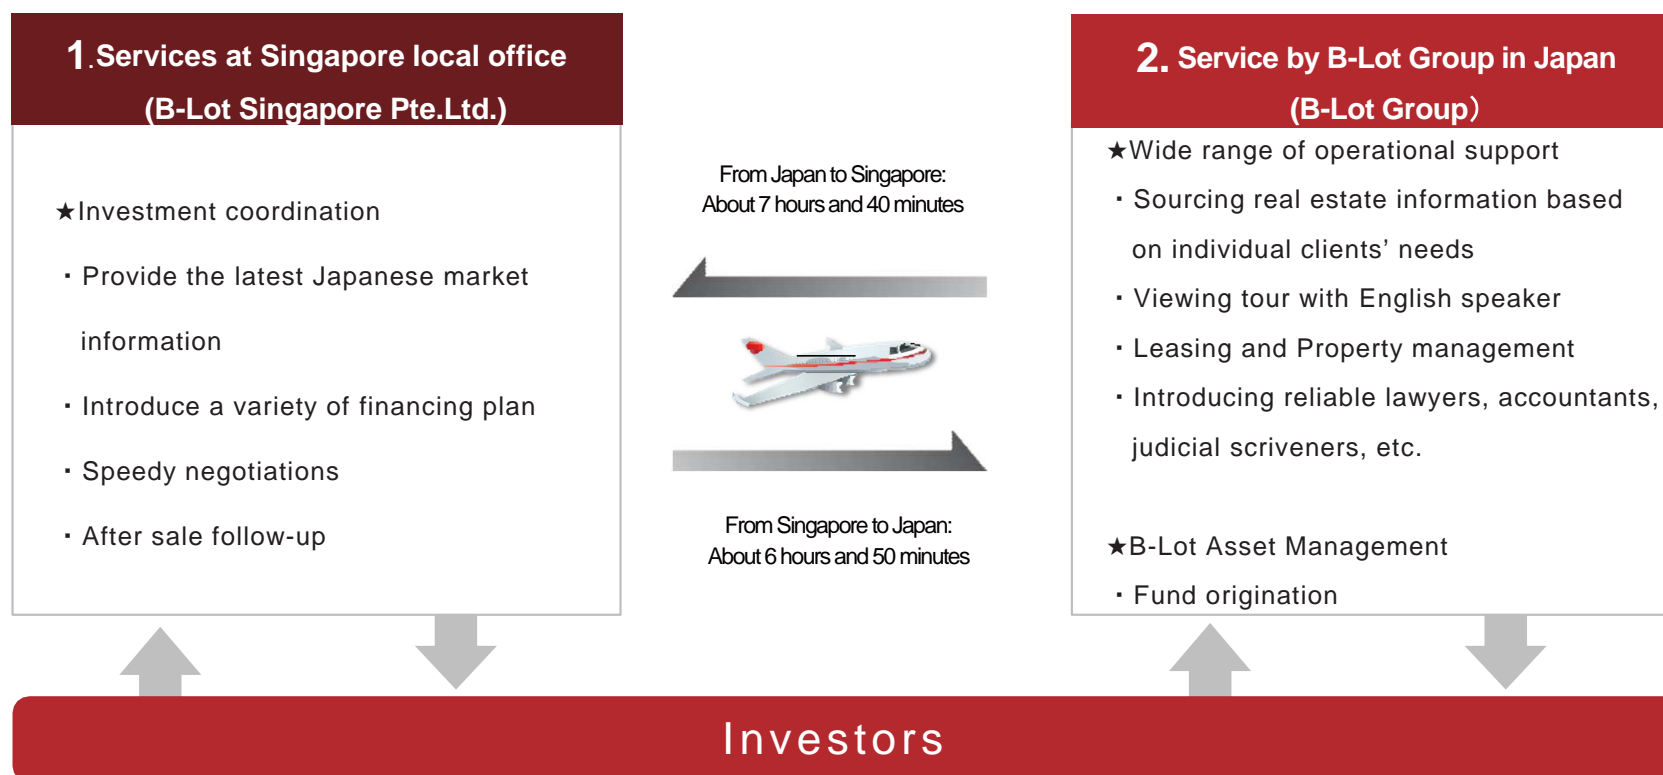 1.Services at Singapore local office
(B-Lot Singapore Pte.Ltd.)
★Investment coordination
・Provide the latest Japanese market
information
・Introduce a variety of financing plan
・Speedy negotiations
・After sale follow-up
From Japan to Singapore:
About 7 hours and 40 minutes
From Singapore to Japan:
About 6 hours and 50 minutes
2. Service by B-Lot Group in Japan
(B-Lot Group）
★Wide range of operational support
・Sourcing real estate information based
on individual clients’ needs
・Viewing tour with English speaker
・Leasing and Property management
・Introducing reliable lawyers, accountants,
judicial scriveners, etc.
★B-Lot Asset Management
・Fund origination
Investors